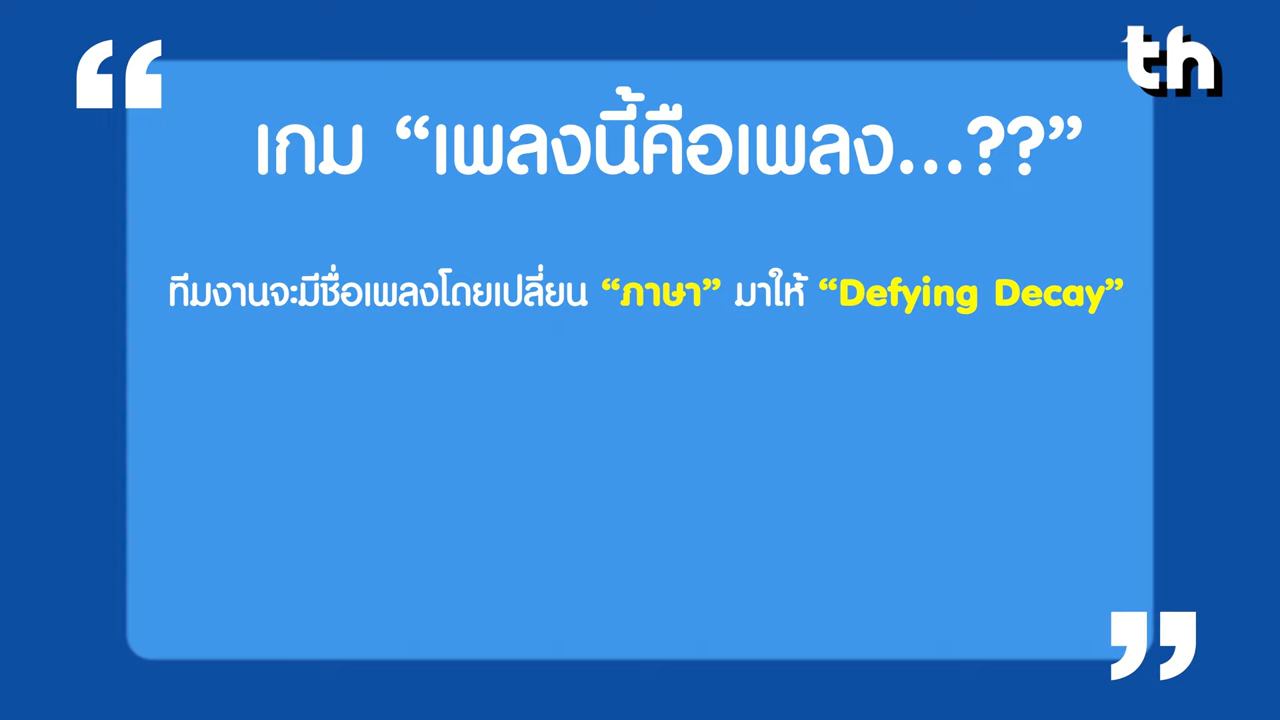 th
เกม “เพลงนี้คือเพลง...??”
ทีมงานจะมีชื่อเพลงโดยเปลี่ยน “ภาษา” มาให้ “Defying Decay”